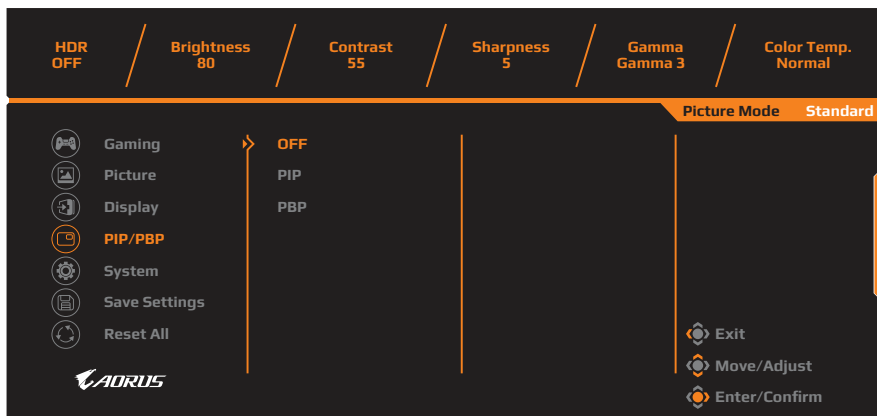 HDR OFF
Brightness 80
Contrast 55
Sharpness 5
Gamma Gamma 3
Color Temp. Normal
Picture Mode Standard
Gaming
OFF
Picture
PIP
Display
PBP
PIP/PBP
System
Save Settings
Reset All
Exit
Move/Adjust
Enter/Confirm
AORUS